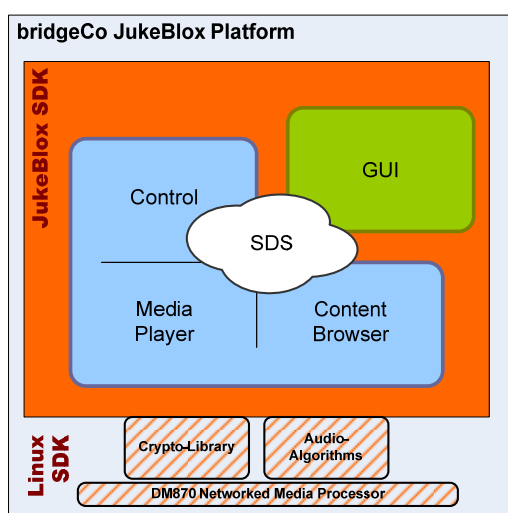 bridgeCo JukeBlox Platform
JukeBlox SDK
GUI
Control
SDS
Media
Player
Content
Browser
Linux
SDK
Crypto-Library
Audio-
Algorithms
DM870 Networked Media Processor